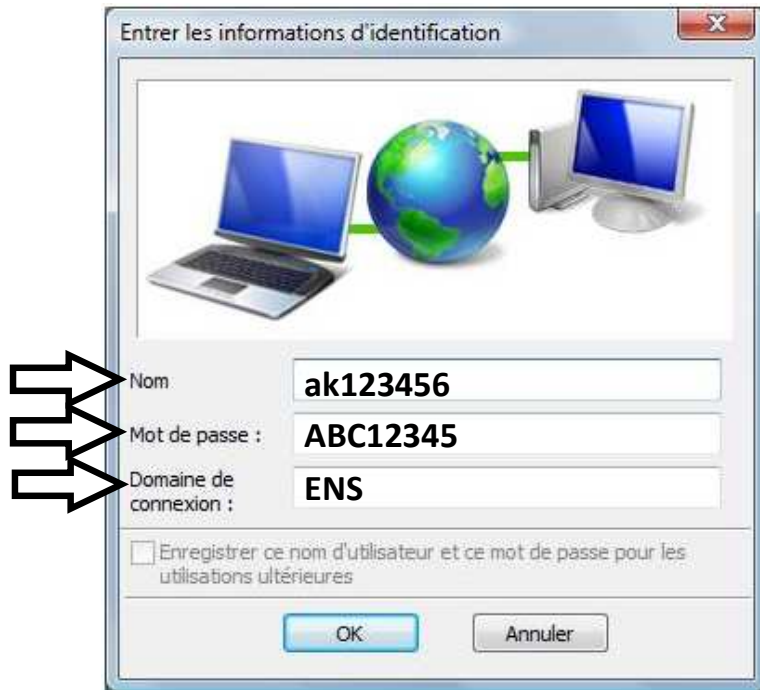 Entrer les informations d'identification
Nom
ak123456
Mot de passe :
ABC12345
Domaine de
connexion :
ENS
Enregistrer ce nom d'utilisateur et ce mot de passe pour les
utilisations ultérieures
OK
Annuler